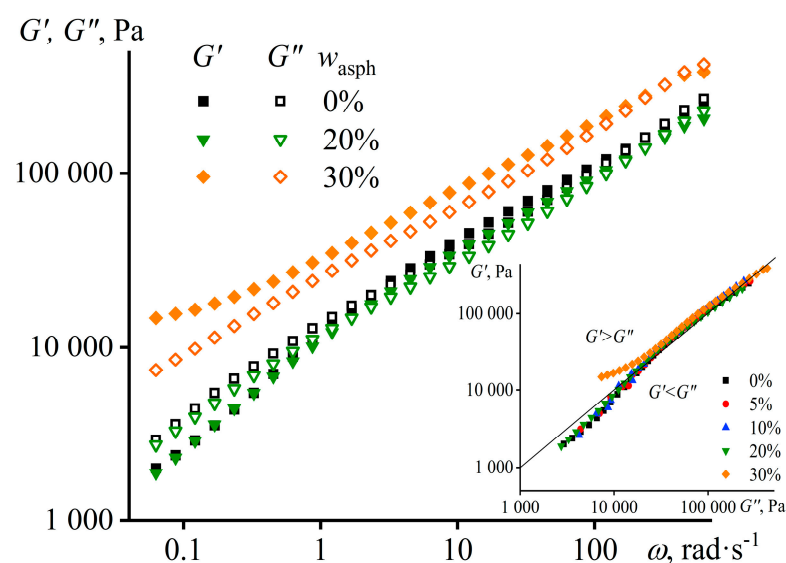 G′, G″, Pa
G′ G″ w asph
0%
20%
30%
100 000
10 000
1 000
0.1 1 10 100 ω, rad·s⁻¹
G′, Pa
100 000
10 000
1 000
G′>G″
G′<G″
0%
5%
10%
20%
30%
1 000 10 000 100 000 G″, Pa